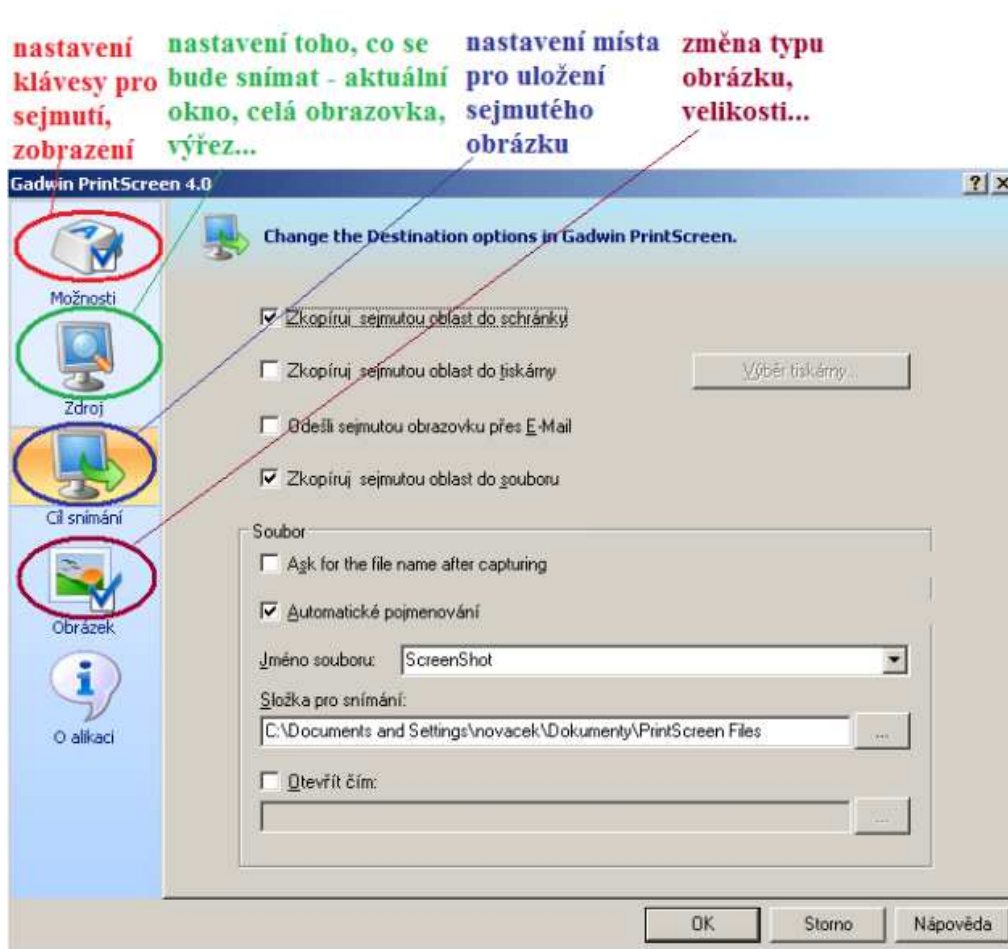 nastavení
klávesy pro
sejmutí,
zobrazení
nastavení toho, co se
bude snímat - aktuální
okno, celá obrazovka,
výřez...
nastavení místa
pro uložení
sejmutého
obrázku
změna typu
obrázku,
velikosti...
Gadwin PrintScreen 4.0
Možnosti
Zdroj
Cíl snímání
Obrázek
O alikaci
Change the Destination options in Gadwin PrintScreen.
Zkopíruj sejmutou oblast do schránky
Zkopíruj sejmutou oblast do tiskárny
Výběr tiskárny...
Odešli sejmutou obrazovku přes E-Mail
Zkopíruj sejmutou oblast do souboru
Soubor
Ask for the file name after capturing
Automatické pojmenování
Jméno souboru: ScreenShot
Složka pro snímání:
C:\Documents and Settings\novacek\Dokumenty\PrintScreen Files
...
Otevřít čím:
...
OK
Storno
Nápověda